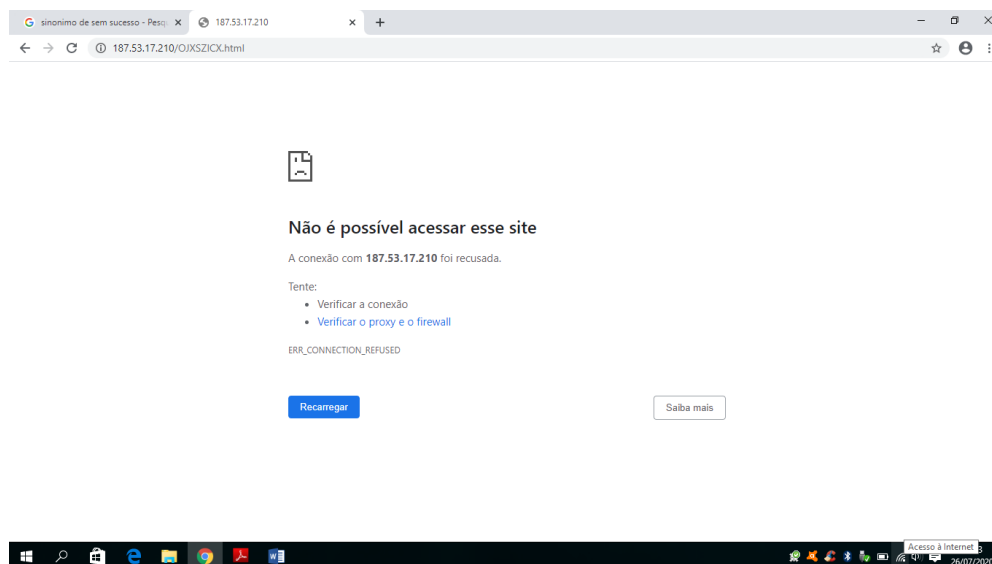 sinonimo de sem sucesso - Pesq
187.53.17.210
187.53.17.210/OJXSZICX.html
Não é possível acessar esse site
A conexão com 187.53.17.210 foi recusada.
Tente:
• Verificar a conexão
• Verificar o proxy e o firewall
ERR_CONNECTION_REFUSED
Recarregar
Saiba mais
Acesso à Internet
26/07/2020